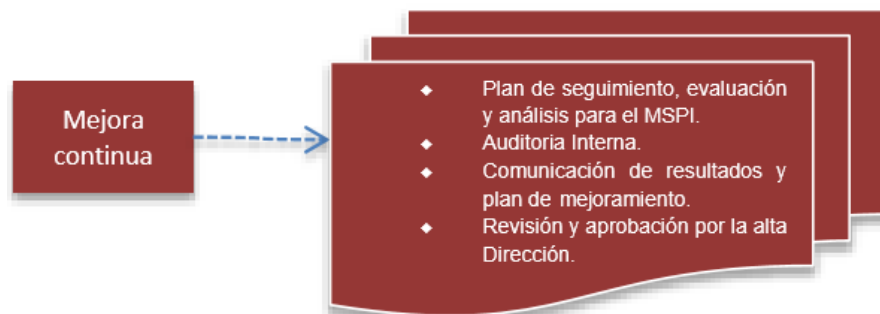 Mejora
continua
◆ Plan de seguimiento, evaluación
y análisis para el MSPI.
◆ Auditoria Interna.
◆ Comunicación de resultados y
plan de mejoramiento.
◆ Revisión y aprobación por la alta
Dirección.